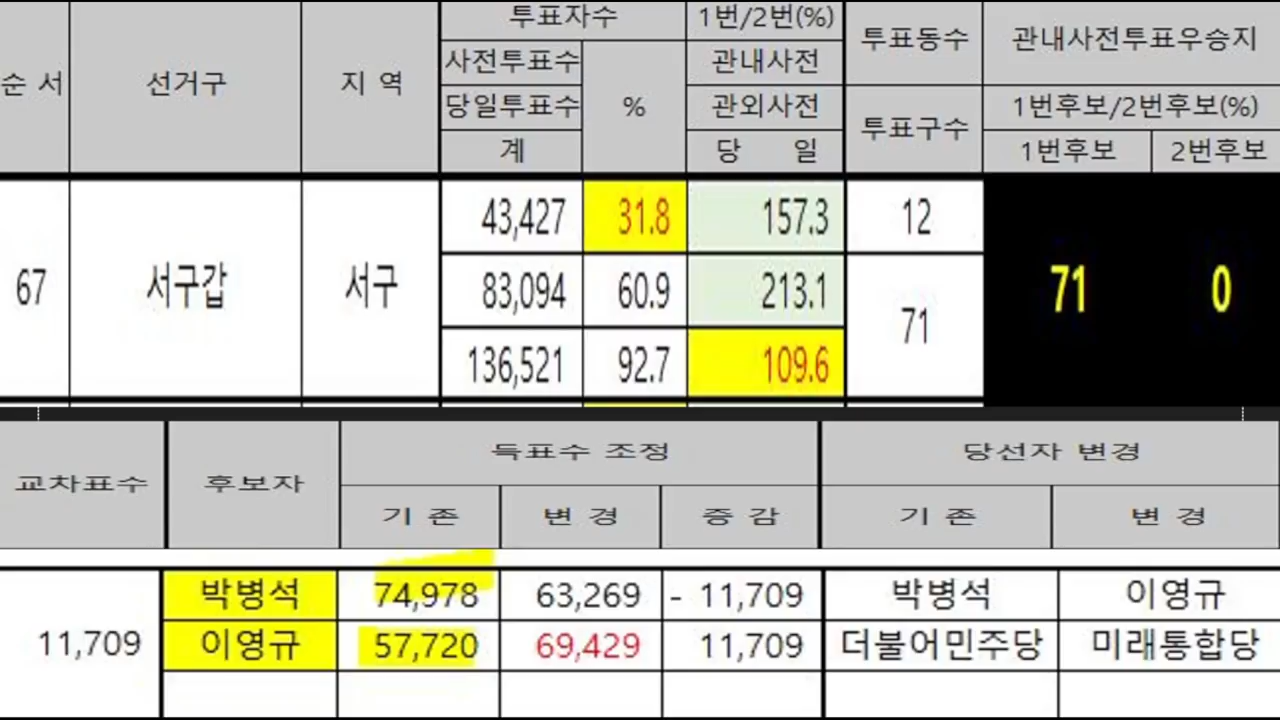 순 서 선거구 지 역 투표자수 1번/2번(%) 투표동수 관내사전투표우승지
사전투표수 % 관내사전
당일투표수 관외사전 투표구수 1번후보/2번후보(%)
계 당 일 1번후보 2번후보
67 서구갑 서구 43,427 31.8 157.3 12 71 0
83,094 60.9 213.1 71
136,521 92.7 109.6
교차표수 후보자 득표수 조정 당선자 변경
기 존 변 경 증 감 기 존 변 경
11,709 박병석 74,978 63,269 - 11,709 박병석 이영규
이영규 57,720 69,429 11,709 더불어민주당 미래통합당